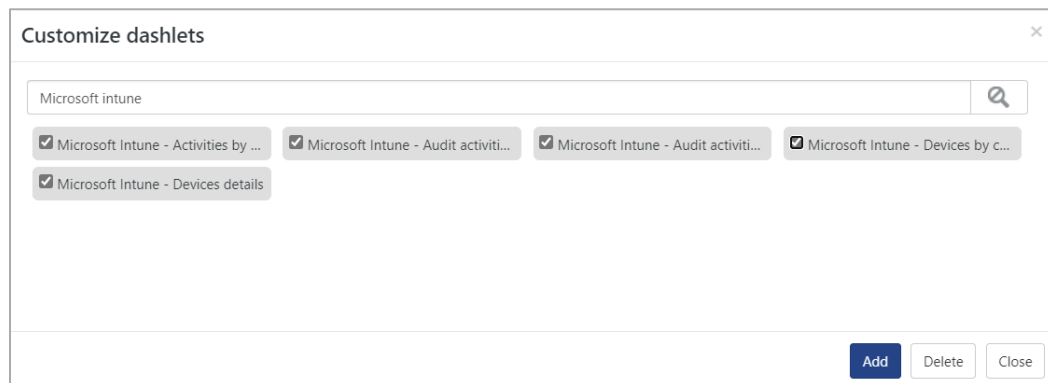 Customize dashlets
×
Microsoft intune
Microsoft Intune - Activities by ...
Microsoft Intune - Audit activiti...
Microsoft Intune - Audit activiti...
Microsoft Intune - Devices by c...
Microsoft Intune - Devices details
Add
Delete
Close